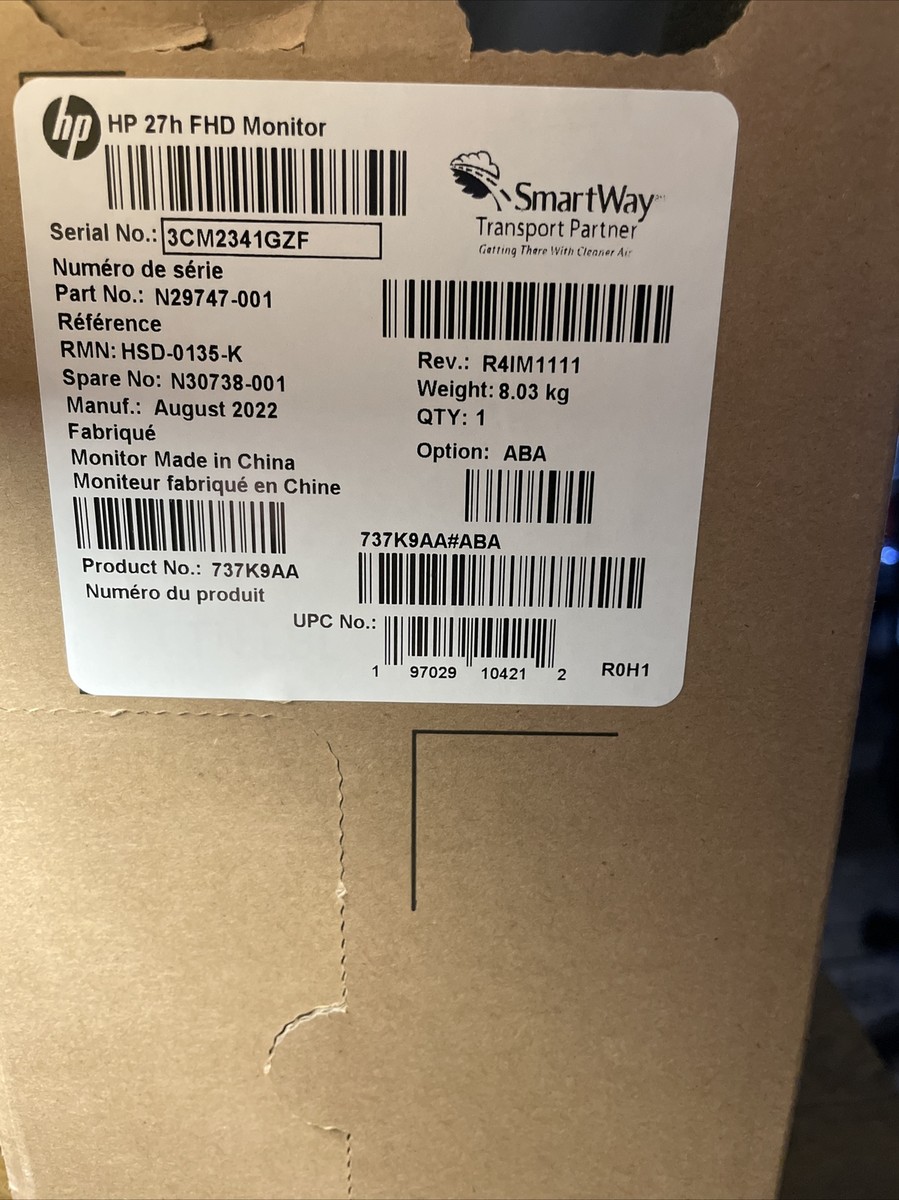 hp HP 27h FHD Monitor
SmartWay
Transport Partner
Getting There With Cleaner Air
Serial No.: 3CM2341GZF
Numéro de série
Part No.: N29747-001
Référence
RMN: HSD-0135-K
Spare No: N30738-001
Manuf.: August 2022
Fabriqué
Monitor Made in China
Moniteur fabriqué en Chine
Rev.: R4IM1111
Weight: 8.03 kg
QTY: 1
Option: ABA
Product No.: 737K9AA
Numéro du produit
737K9AA#ABA
UPC No.:
1 97029 10421 2
R0H1